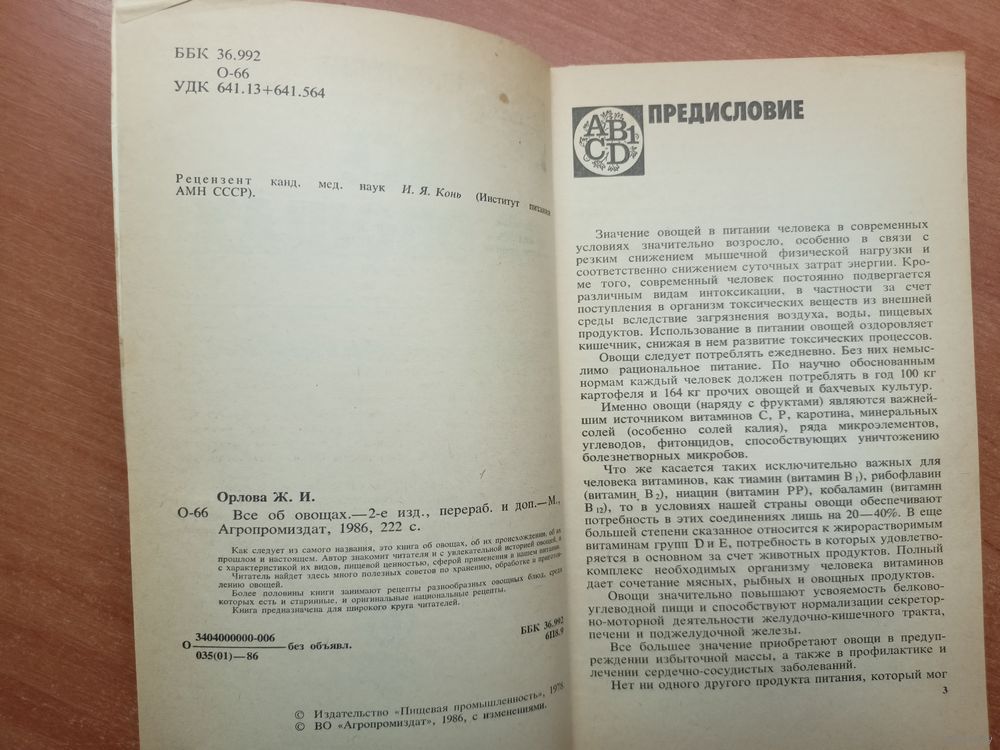 ББК 36.992
О-66
УДК 641.13+641.564
Рецензент канд. мед. наук И. Я. Конь (Институт питания
АМН СССР).
Орлова Ж. И.
О-66 Все об овощах.—2-е изд., перераб. и доп.—М.,
Агропромиздат, 1986, 222 с.
Как следует из самого названия, это книга об овощах, об их происхождении, об их
прошлом и настоящем. Автор знакомит читателя и с увлекательной историей овощей, и
с характеристикой их видов, пищевой ценностью, сферой применения в нашем питании.
Читатель найдет здесь много полезных советов по хранению, обработке и приготов-
лению овощей.
Более половины книги занимают рецепты разнообразных овощных блюд, среди
которых есть и старинные, и оригинальные национальные рецепты.
Книга предназначена для широкого круга читателей.
О 3404000000-006
035(01)—86 без объявл.
ББК 36.992
6П8.9
© Издательство «Пищевая промышленность», 1978
© ВО «Агропромиздат», 1986, с изменениями.
AB1
CD
ПРЕДИСЛОВИЕ
Значение овощей в питании человека в современных
условиях значительно возросло, особенно в связи с
резким снижением мышечной физической нагрузки и
соответственно снижением суточных затрат энергии. Кро-
ме того, современный человек постоянно подвергается
различным видам интоксикации, в частности за счет
поступления в организм токсических веществ из внешней
среды вследствие загрязнения воздуха, воды, пищевых
продуктов. Использование в питании овощей оздоровляет
кишечник, снижая в нем развитие токсических процессов.
Овощи следует потреблять ежедневно. Без них немыс-
лимо рациональное питание. По научно обоснованным
нормам каждый человек должен потреблять в год 100 кг
картофеля и 164 кг прочих овощей и бахчевых культур.
Именно овощи (наряду с фруктами) являются важней-
шим источником витаминов С, Р, каротина, минеральных
солей (особенно солей калия), ряда микроэлементов,
углеводов, фитонцидов, способствующих уничтожению
болезнетворных микробов.
Что же касается таких исключительно важных для
человека витаминов, как тиамин (витамин В1), рибофлавин
(витамин В2), ниацин (витамин РР), кобаламин (витамин
В12), то в условиях нашей страны овощи обеспечивают
потребность в этих соединениях лишь на 20—40%. В еще
большей степени сказанное относится к жирорастворимым
витаминам групп D и Е, потребность в которых удовлетво-
ряется в основном за счет животных продуктов. Полный
комплекс необходимых организму человека витаминов
дает сочетание мясных, рыбных и овощных продуктов.
Овощи значительно повышают усвояемость белково-
углеводной пищи и способствуют нормализации секретор-
но-моторной деятельности желудочно-кишечного тракта,
печени и поджелудочной железы.
Все большее значение приобретают овощи в предуп-
реждении избыточной массы, а также в профилактике и
лечении сердечно-сосудистых заболеваний.
Нет ни одного другого продукта питания, который мог
3